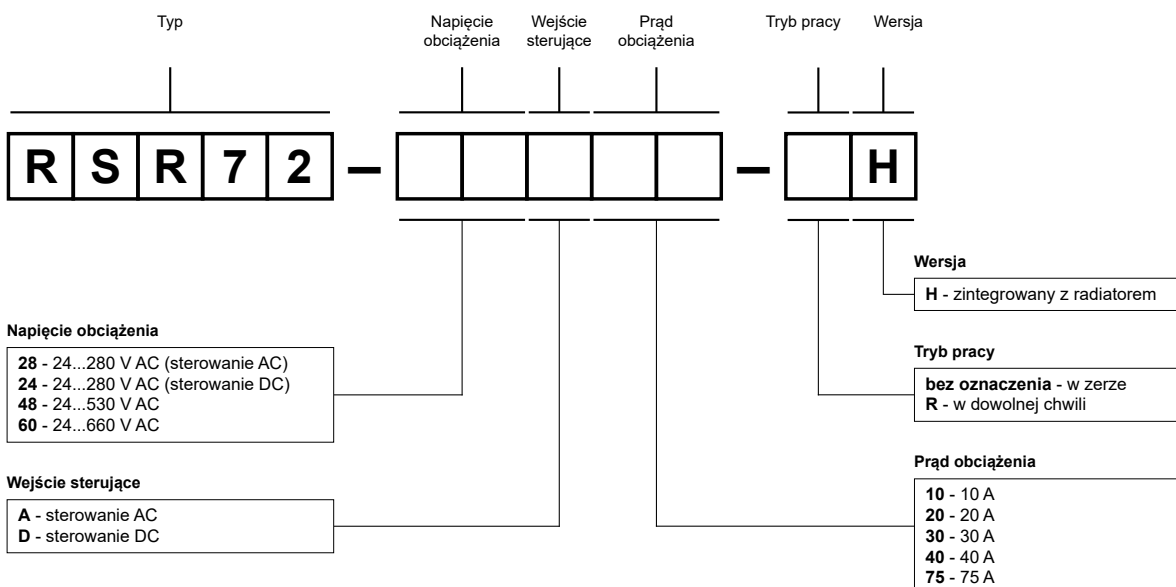 Typ
Napięcie
obciążenia
Wejście
sterujące
Prąd
obciążenia
Tryb pracy
Wersja
R S R 7 2 – – H
Wersja
H - zintegrowany z radiatorem
Napięcie obciążenia
28 - 24...280 V AC (sterowanie AC)
24 - 24...280 V AC (sterowanie DC)
48 - 24...530 V AC
60 - 24...660 V AC
Tryb pracy
bez oznaczenia - w zerze
R - w dowolnej chwili
Wejście sterujące
A - sterowanie AC
D - sterowanie DC
Prąd obciążenia
10 - 10 A
20 - 20 A
30 - 30 A
40 - 40 A
75 - 75 A